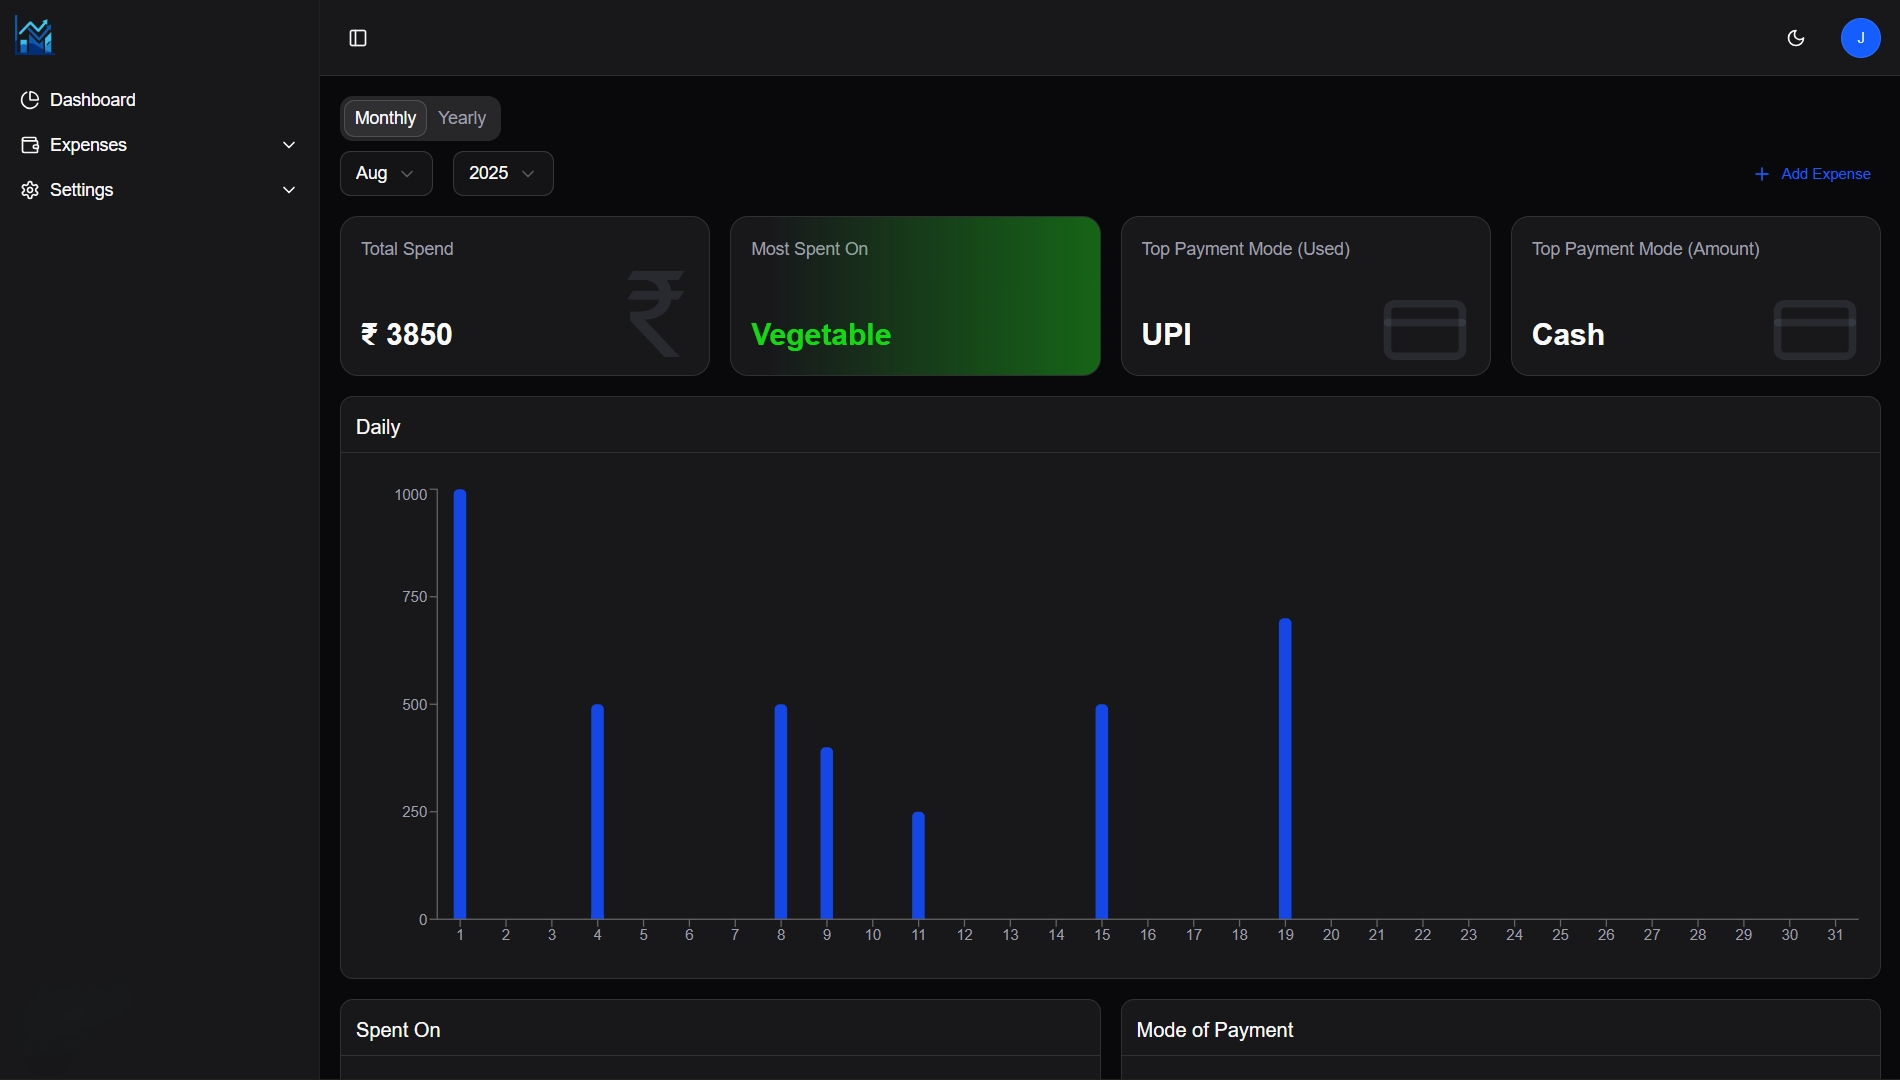 J
Dashboard
Expenses
Settings
Monthly Yearly
Aug 2025
Add Expense
Total Spend
₹ 3850
₹
Most Spent On
Vegetable
Top Payment Mode (Used)
UPI
Top Payment Mode (Amount)
Cash
Daily
1000
750
500
250
0
1 2 3 4 5 6 7 8 9 10 11 12 13 14 15 16 17 18 19 20 21 22 23 24 25 26 27 28 29 30 31
Spent On
Mode of Payment